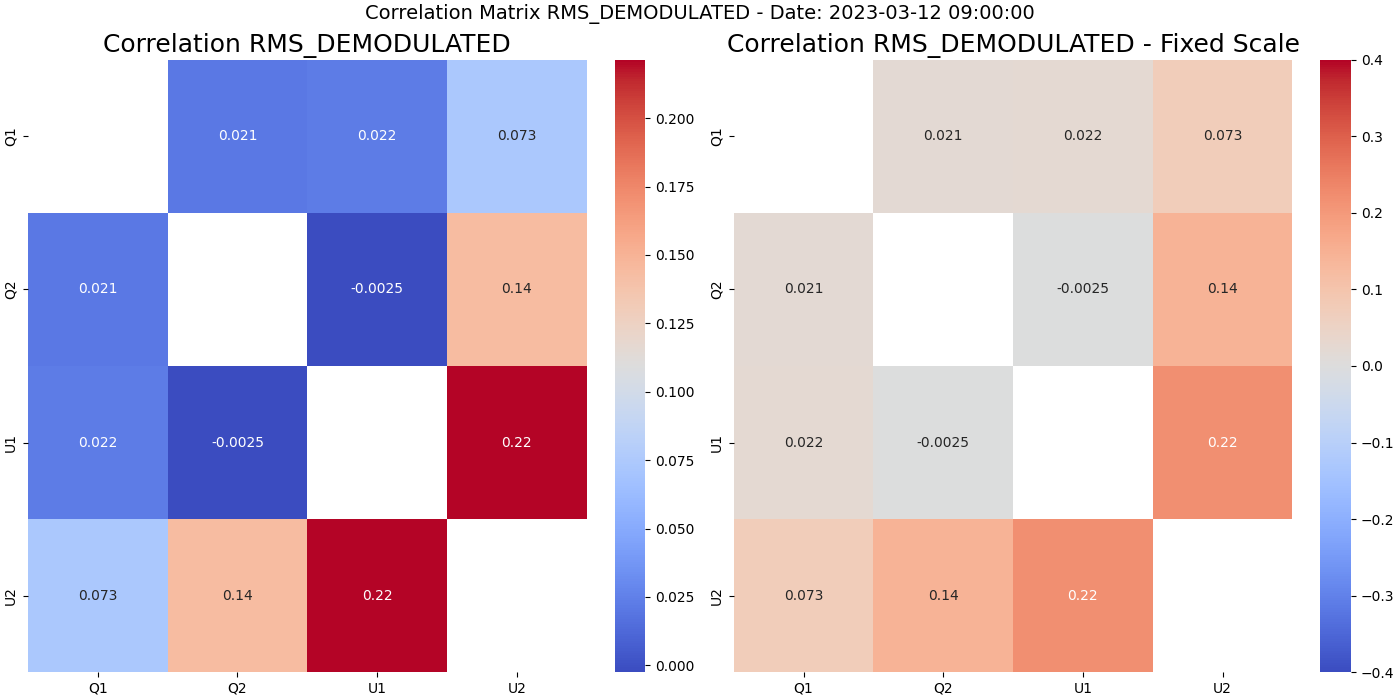 Correlation Matrix RMS_DEMODULATED - Date: 2023-03-12 09:00:00
Correlation RMS_DEMODULATED
Q1
Q2
U1
U2
0.021
0.022
0.073
0.021
-0.0025
0.14
0.022
-0.0025
0.22
0.073
0.14
0.22
Q1
Q2
U1
U2
0.200
0.175
0.150
0.125
0.100
0.075
0.050
0.025
0.000
Correlation RMS_DEMODULATED - Fixed Scale
Q1
Q2
U1
U2
0.021
0.022
0.073
0.021
-0.0025
0.14
0.022
-0.0025
0.22
0.073
0.14
0.22
Q1
Q2
U1
U2
0.4
0.3
0.2
0.1
0.0
−0.1
−0.2
−0.3
−0.4